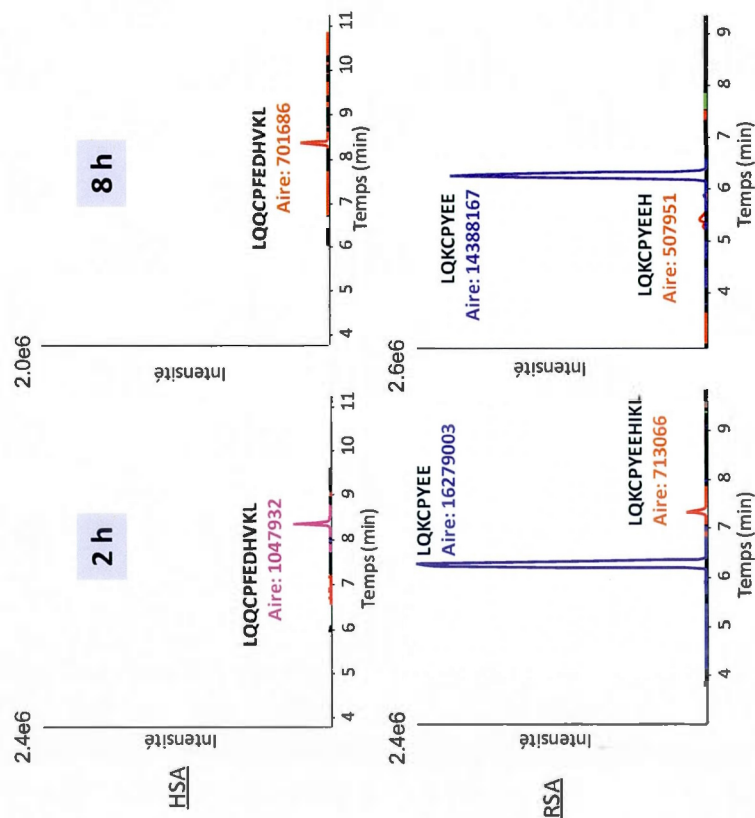 2 h
8 h
HSA
2.4e6
Intensité
LQQCPFEDHVKL
Aire: 1047932
4 5 6 7 8 9 10 11
Temps (min)
2.0e6
Intensité
LQQCPFEDHVKL
Aire: 701686
4 5 6 7 8 9 10 11
Temps (min)
RSA
2.4e6
Intensité
LQKCPYEE
Aire: 16279003
LQKCPYEEHIKL
Aire: 713066
4 5 6 7 8 9
Temps (min)
2.6e6
Intensité
LQKCPYEE
Aire: 14388167
LQKCPYEEH
Aire: 507951
4 5 6 7 8 9
Temps (min)